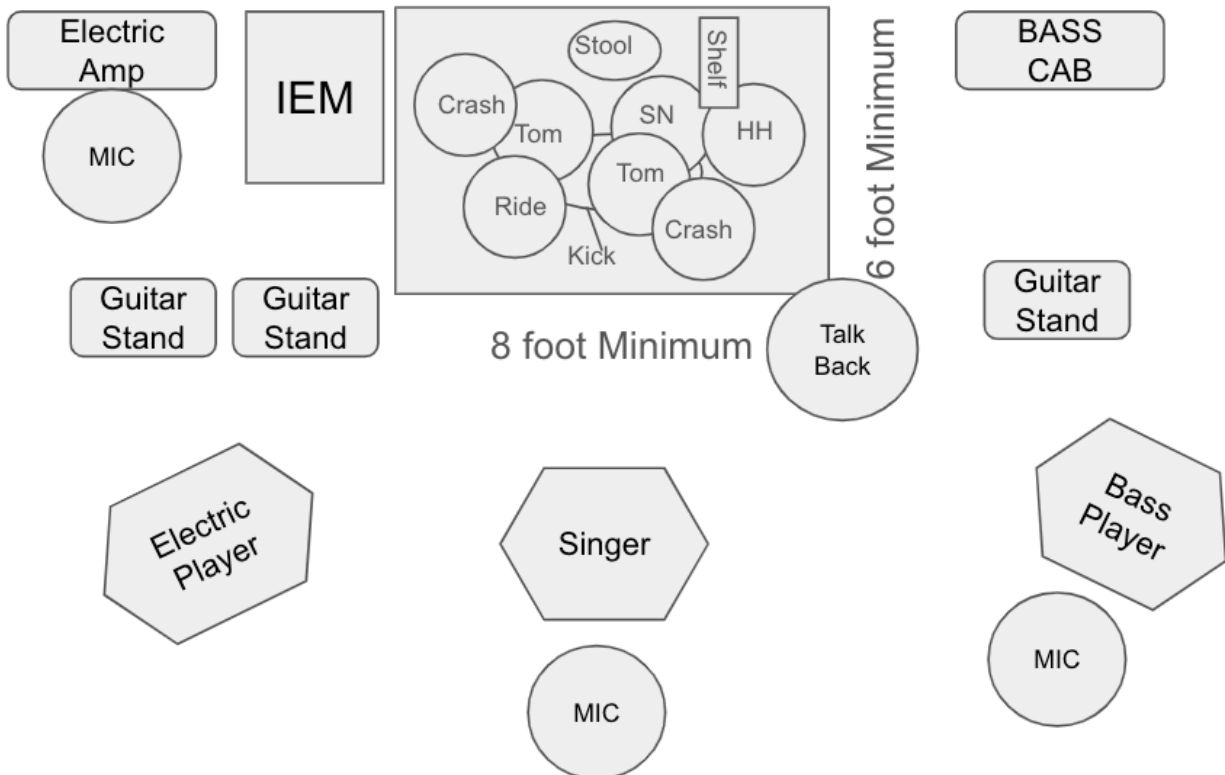 Electric
Amp
MIC
IEM
Stool
Shelf
Crash
Tom
SN
HH
Ride
Tom
Crash
Kick
6 foot Minimum
BASS
CAB
Guitar
Stand
Guitar
Stand
8 foot Minimum
Talk
Back
Guitar
Stand
Electric
Player
Singer
Bass
Player
MIC
MIC